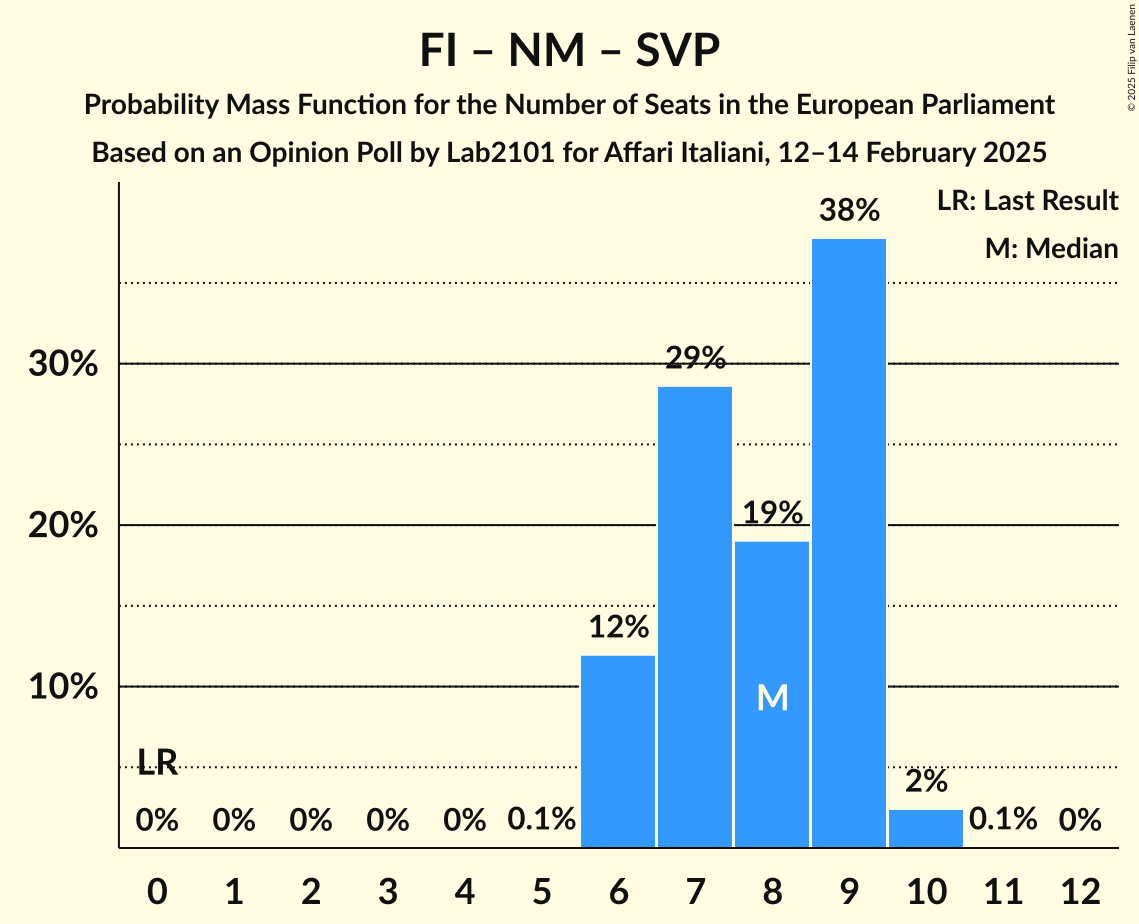 FI – NM – SVP
Probability Mass Function for the Number of Seats in the European Parliament
Based on an Opinion Poll by Lab2101 for Affari Italiani, 12–14 February 2025
© 2025 Filip van Laenen
LR: Last Result
M: Median
38%
30%
29%
20%
19%
12%
10%
M
LR
2%
0% 0% 0% 0% 0% 0.1% 0.1% 0%
0 1 2 3 4 5 6 7 8 9 10 11 12